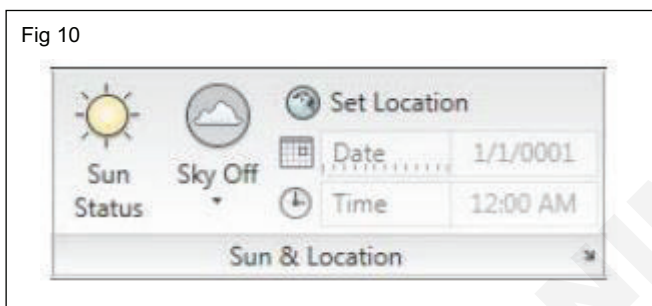 Fig 10
Set Location
Date 1/1/0001
Sun Status
Sky Off
Time 12:00 AM
Sun & Location